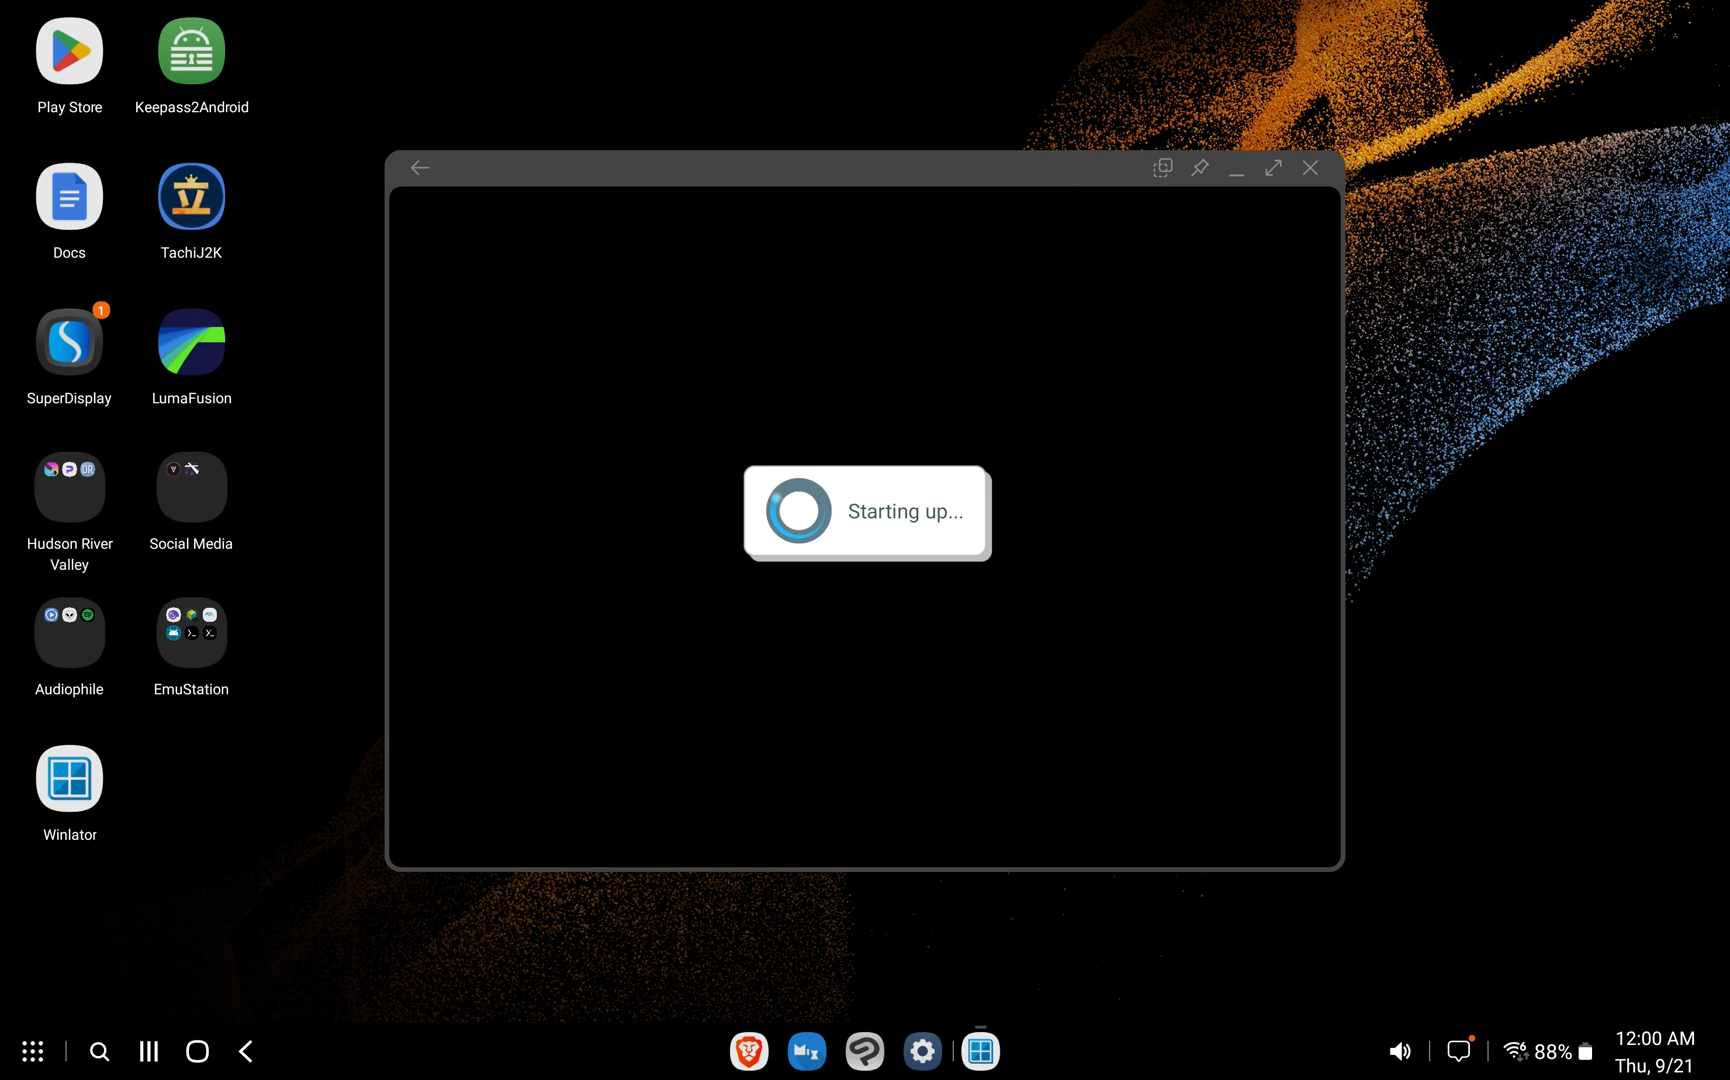 Play Store
Keepass2Android
Docs
TachiJ2K
1
SuperDisplay
LumaFusion
Starting up...
Hudson River
Valley
Social Media
Audiophile
EmuStation
Winlator
88%
12:00 AM
Thu, 9/21